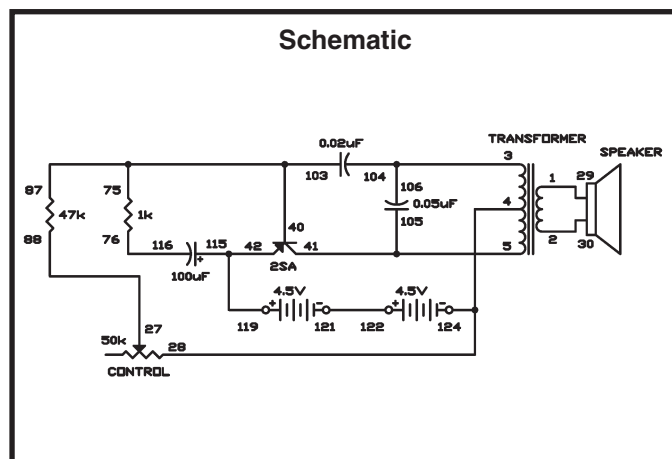 Schematic
0.02uF
TRANSFORMER
SPEAKER
103
104
3
87
75
106
1
29
47k
1k
0.05uF
4
88
76
40
105
116
115
42
41
5
2
30
100uF
+
2SA
4.5V
4.5V
+
-
+
-
119
121
122
124
27
50k
28
CONTROL